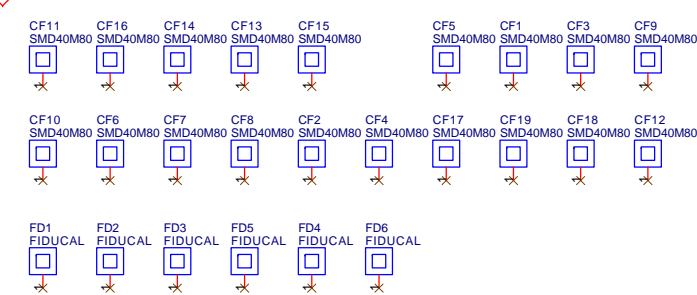 CF11 CF16 CF14 CF13 CF15 CF5 CF1 CF3 CF9
SMD40M80 SMD40M80 SMD40M80 SMD40M80 SMD40M80 SMD40M80 SMD40M80 SMD40M80 SMD40M80
CF10 CF6 CF7 CF8 CF2 CF4 CF17 CF19 CF18 CF12
SMD40M80 SMD40M80 SMD40M80 SMD40M80 SMD40M80 SMD40M80 SMD40M80 SMD40M80 SMD40M80 SMD40M80
FD1 FD2 FD3 FD5 FD4 FD6
FIDUCAL FIDUCAL FIDUCAL FIDUCAL FIDUCAL FIDUCAL